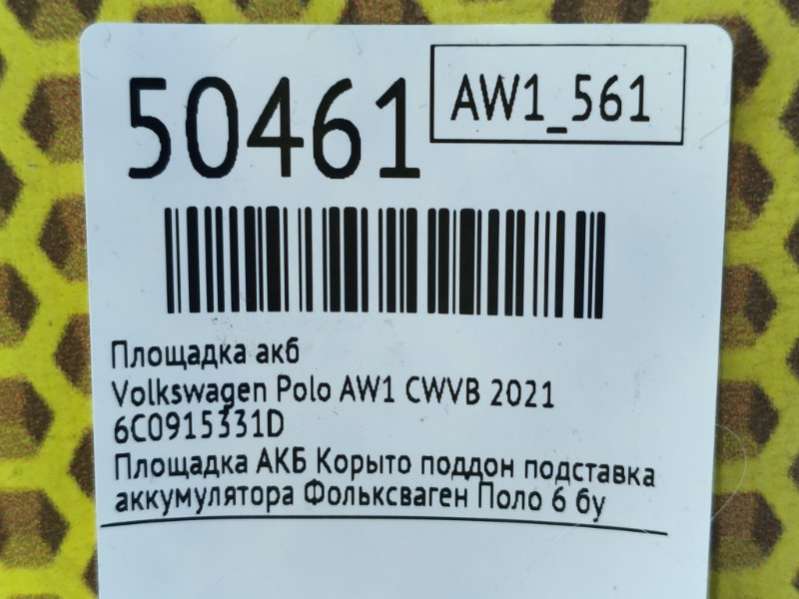 50461
AW1_561
Площадка акб
Volkswagen Polo AW1 CWVB 2021
6C0915331D
Площадка АКБ Корыто поддон подставка
аккумулятора Фольксваген Поло 6 бу